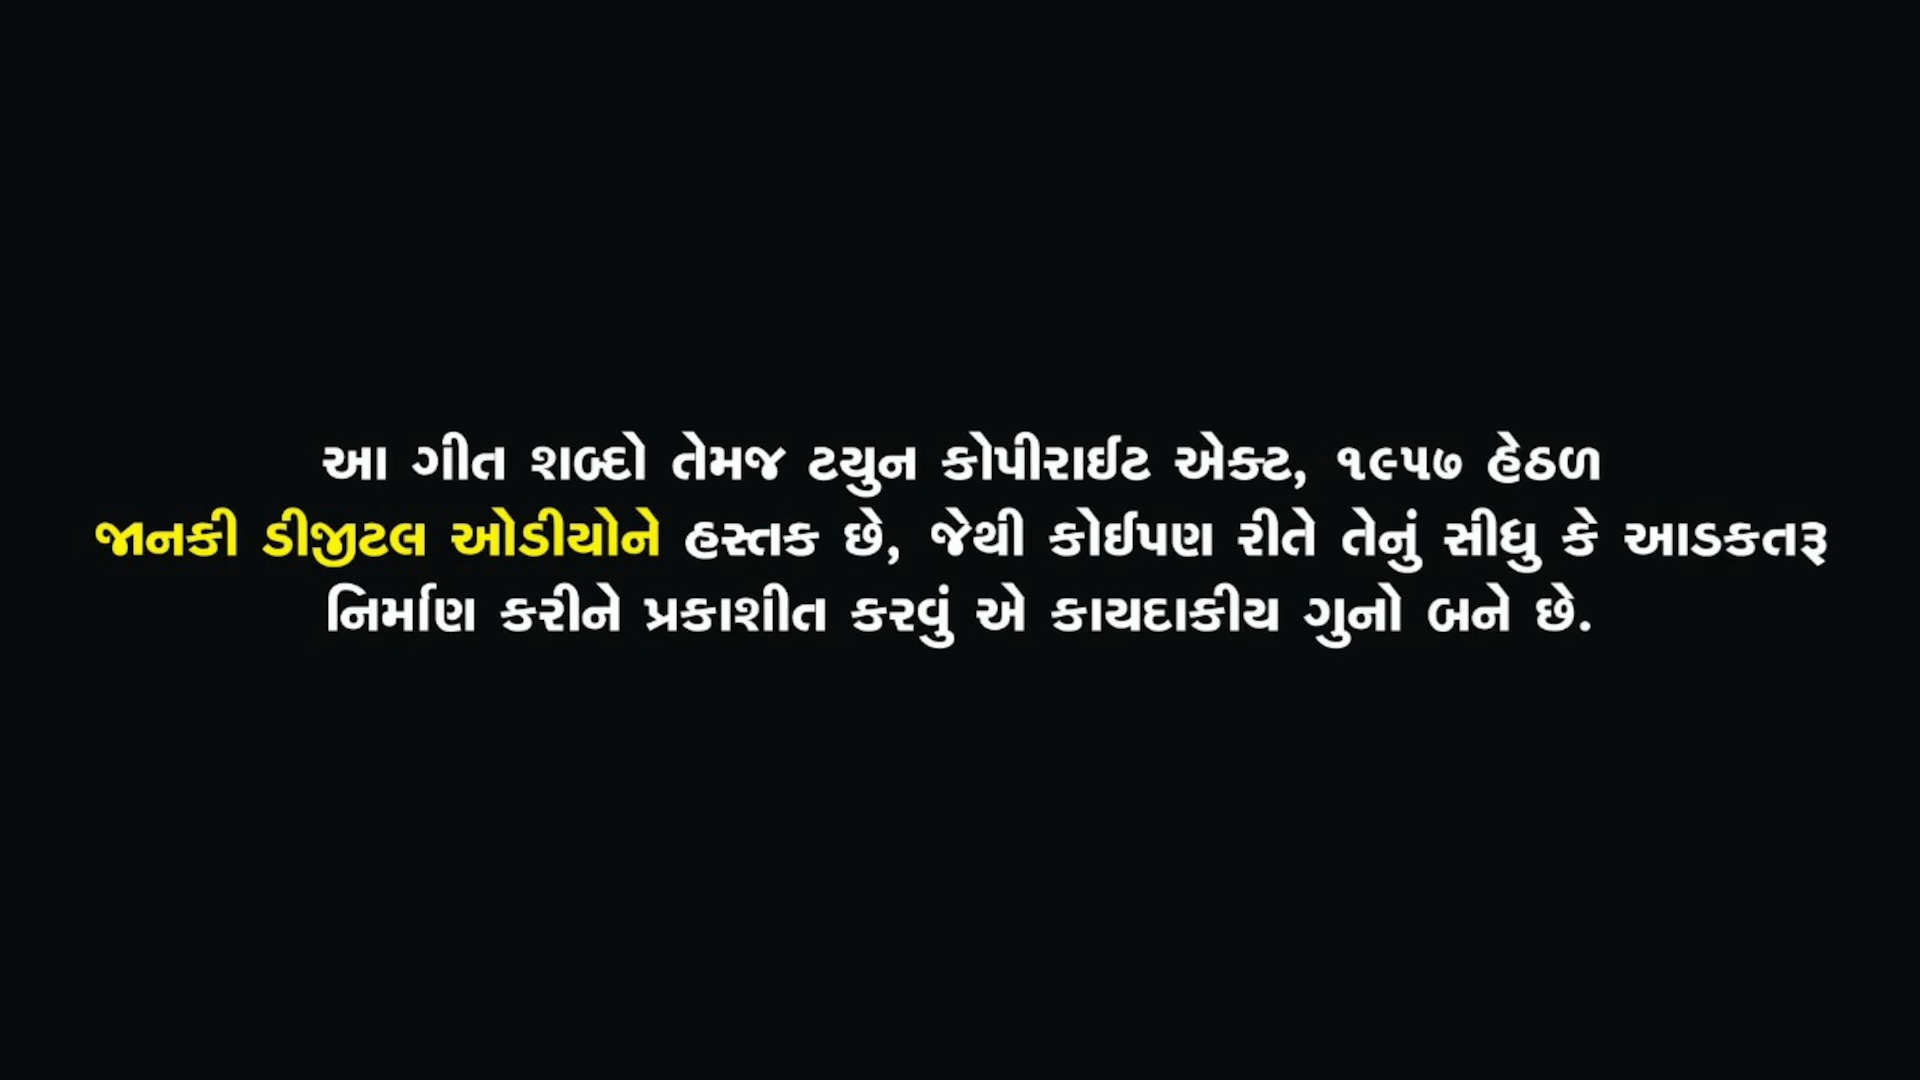 આ ગીત શબ્દો તેમજ ટયુન કોપીરાઈટ એક્ટ, ૧૯૫૭ હેઠળ
જાનકી ડીજીટલ ઓડીયોને હસ્તક છે, જેથી કોઈપણ રીતે તેનું સીધુ કે આડકતરૂ
નિર્માણ કરીને પ્રકાશીત કરવું એ કાયદાકીય ગુનો બને છે.